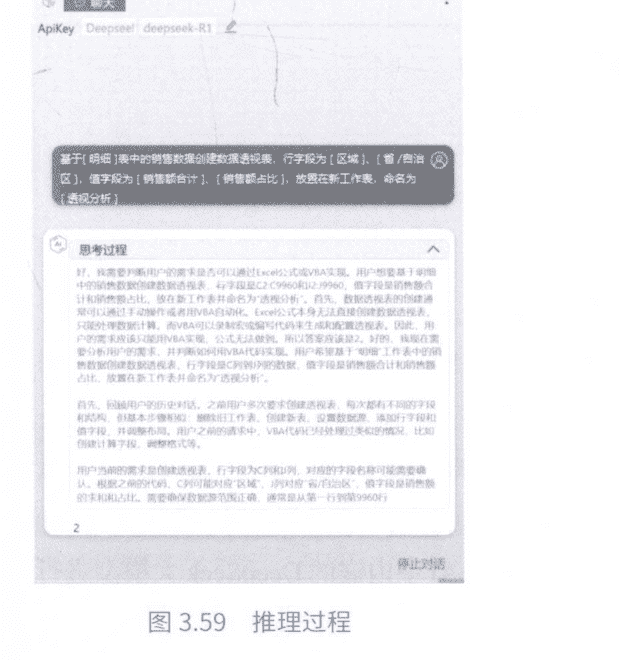 聊天
ApiKey Deepseel deepseek-R1
基于[ 明细 ]表中的销售数据创建数据透视表，行字段为 [ 区域 ]、[ 省 /自治
区 ]，值字段为 [ 销售额合计 ]、[ 销售额占比 ]，放置在新工作表，命名为
[ 透视分析 ]
思考过程
好，我需要判断用户的需求是否可以通过Excel公式或VBA实现。用户想要基于明细
中的销售数据创建数据透视表，行字段是C2:C9960和J2:J9960，值字段是销售额合
计和销售额占比，放在新工作表并命名为"透视分析"。首先，数据透视表的创建通
常可以通过手动操作或者用VBA自动化。Excel公式本身无法直接创建数据透视表，
只能处理数据计算，而VBA可以录制宏或编写代码来生成和配置透视表。因此，用
户的需求应该只能用VBA实现，公式无法做到。所以答案应该是2。好的，我现在需
要分析用户的需求，并判断如何用VBA代码实现。用户希望基于"明细"工作表中的销
售数据创建数据透视表，行字段是C列到J列的数据，值字段是销售额合计和销售额
占比，放置在新工作表并命名为"透视分析"。
首先，回顾用户的历史对话。之前用户多次要求创建透视表，每次都有不同的字段
和结构，但基本步骤相似：删除旧工作表、创建新表、设置数据源、添加行字段和
值字段，并调整布局。用户之前的请求中，VBA代码已经处理过类似的情况，比如
创建计算字段、调整格式等。
用户当前的需求是创建透视表，行字段为C列和J列，对应的字段名称可能需要确
认。根据之前的代码，C列可能对应"区域"，J列对应"省/自治区"，值字段是销售额
的求和和占比。需要确保数据源范围正确，通常是从第一行到第9960行
2
停止对话
图 3.59 推理过程